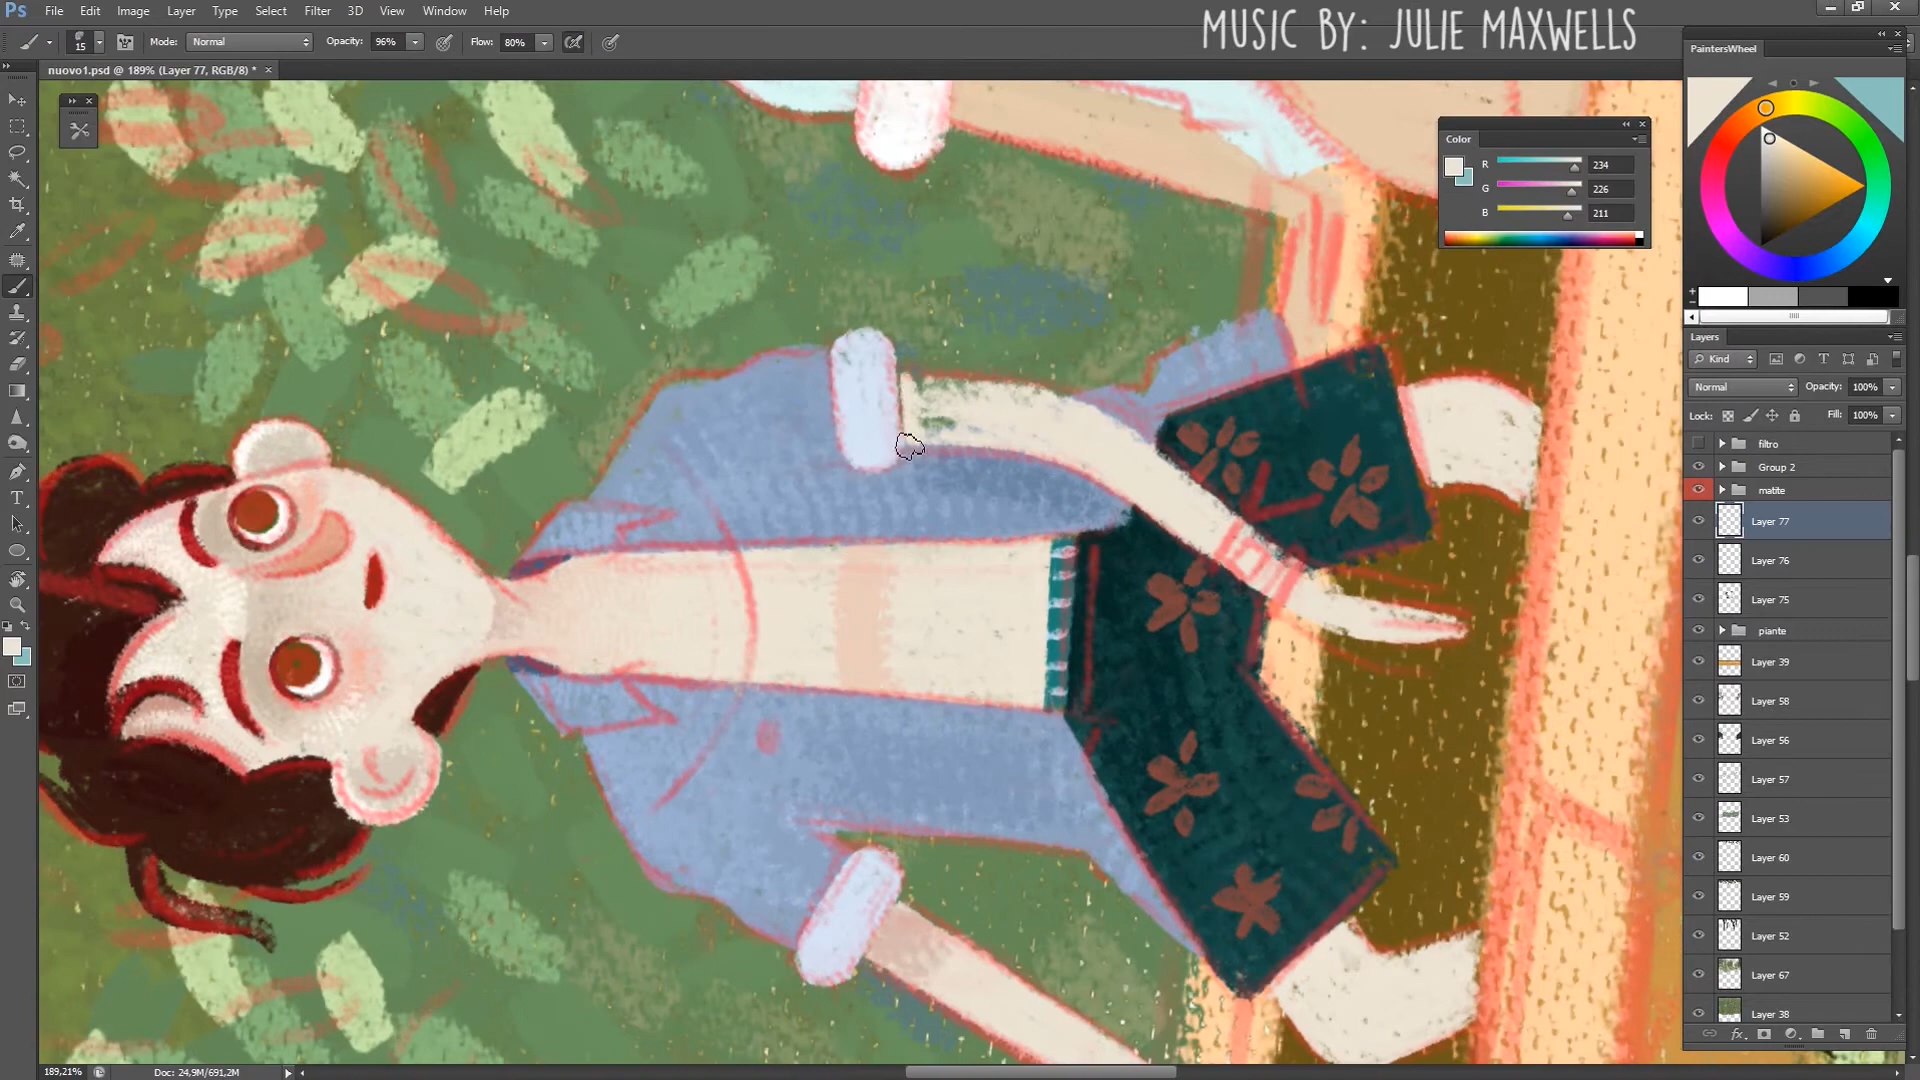 Ps File Edit Image Layer Type Select Filter 3D View Window Help
MUSIC BY: JULIE MAXWELLS
15 Mode: Normal Opacity: 96% Flow: 80%
nuovo1.psd @ 189% (Layer 77, RGB/8) *
PaintersWheel
Color
R 234
G 226
B 211
Layers
Kind
Normal Opacity: 100%
Lock: Fill: 100%
filtro
Group 2
matite
Layer 77
Layer 76
Layer 75
piante
Layer 39
Layer 58
Layer 56
Layer 57
Layer 53
Layer 60
Layer 59
Layer 52
Layer 67
Layer 38
189,21% Doc: 24,9M/691,2M